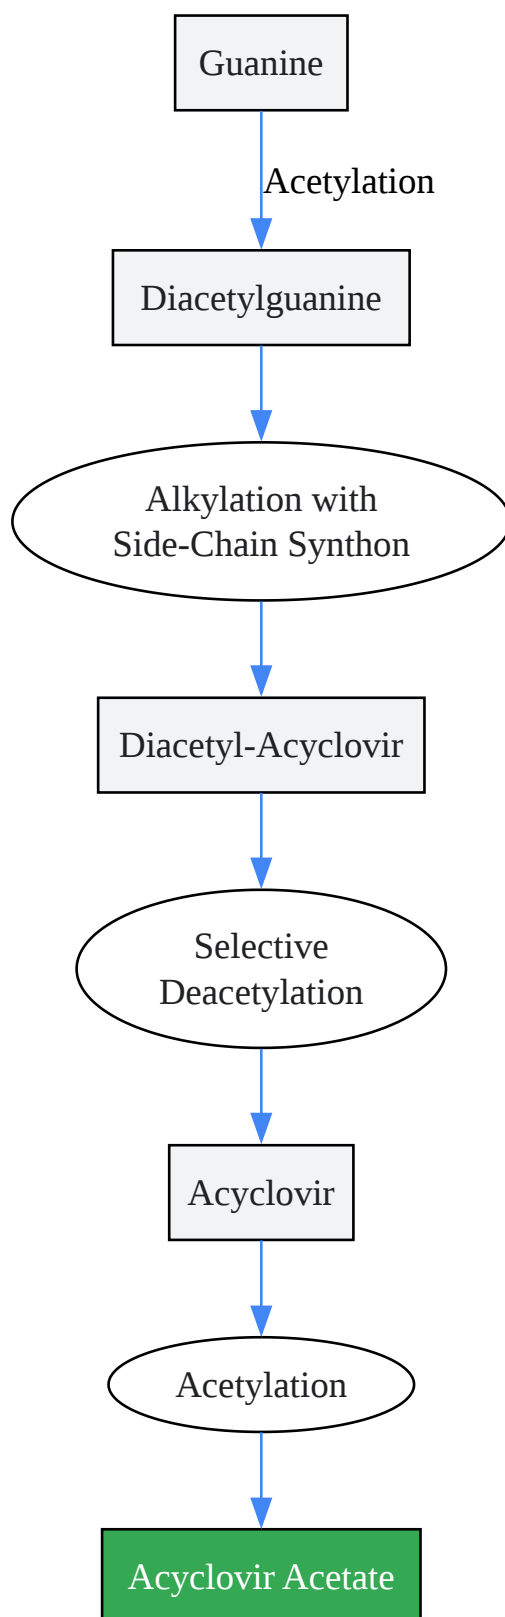 Guanine
Acetylation
Diacetylguanine
Alkylation with
Side-Chain Synthon
Diacetyl-Acyclovir
Selective
Deacetylation
Acyclovir
Acetylation
Acyclovir Acetate